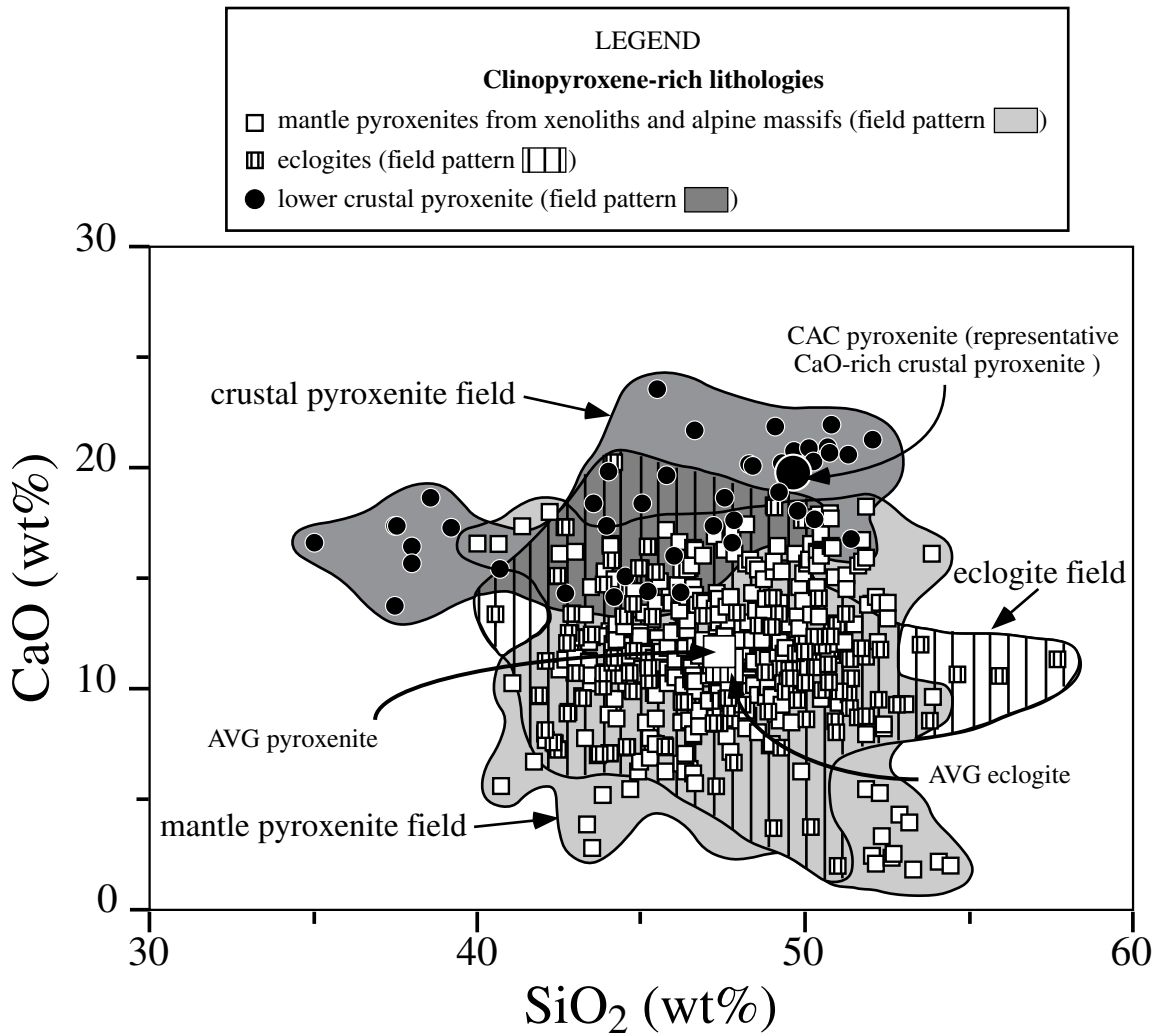 LEGEND
Clinopyroxene-rich lithologies
mantle pyroxenites from xenoliths and alpine massifs (field pattern )
eclogites (field pattern )
lower crustal pyroxenite (field pattern )
30
CAC pyroxenite (representative
CaO-rich crustal pyroxenite )
crustal pyroxenite field
20
CaO (wt%)
eclogite field
10
AVG pyroxenite
AVG eclogite
mantle pyroxenite field
0
30
40
50
60
SiO₂ (wt%)